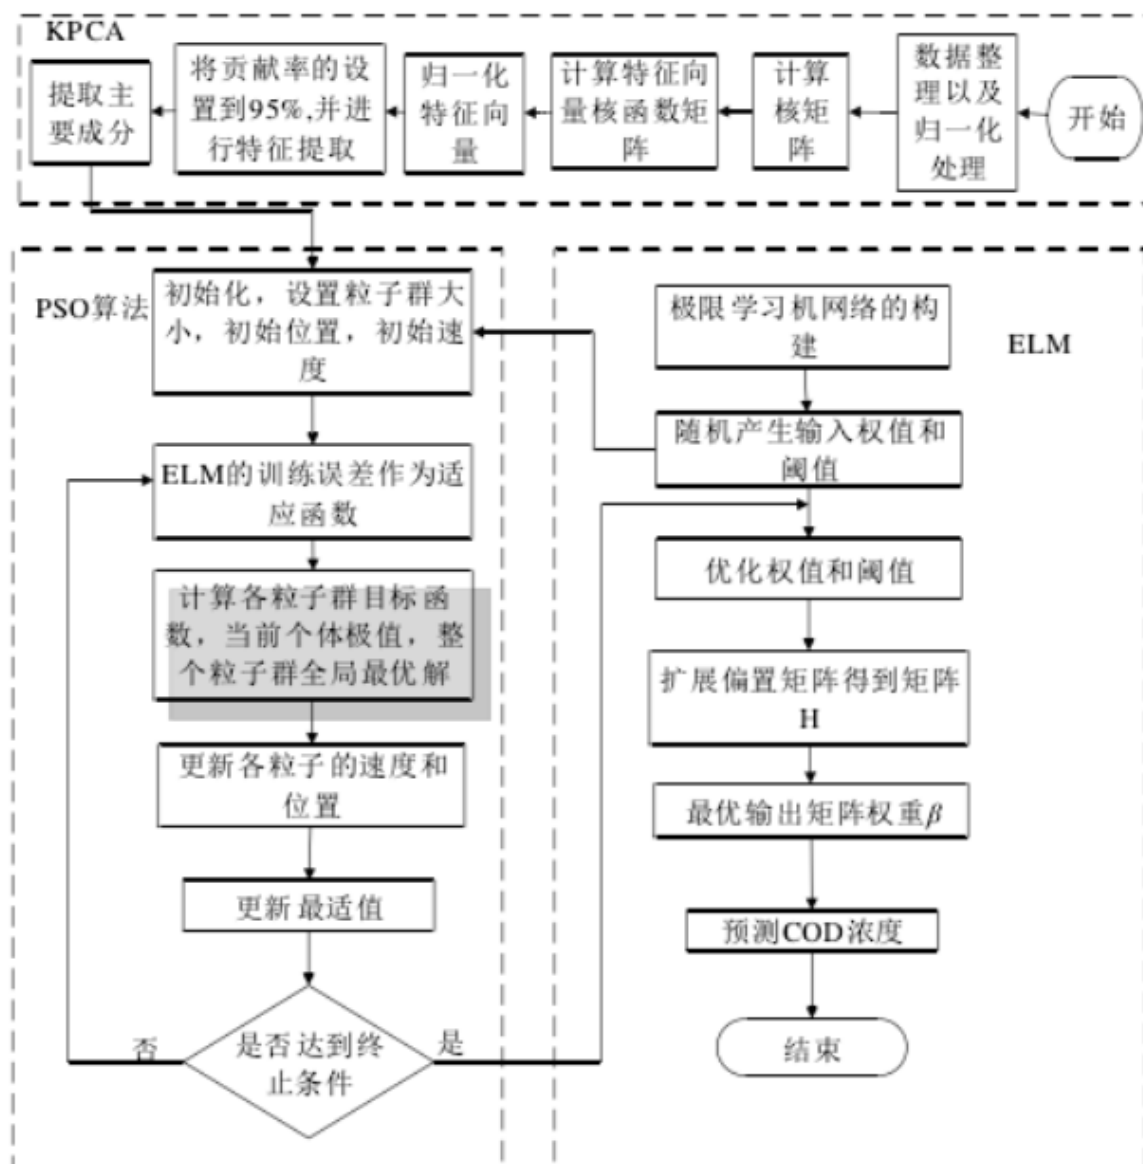 KPCA
提取主
要成分
将贡献率的设
置到95%,并进
行特征提取
归一化
特征向
量
计算特征向
量核函数矩
阵
计算
核矩
阵
数据整
理以及
归一化
处理
开始
PSO算法
初始化，设置粒子群大
小，初始位置，初始速
度
ELM的训练误差作为适
应函数
计算各粒子群目标函
数，当前个体极值，整
个粒子群全局最优解
更新各粒子的速度和
位置
更新最适值
是否达到终
止条件
否
是
ELM
极限学习机网络的构
建
随机产生输入权值和
阈值
优化权值和阈值
扩展偏置矩阵得到矩阵
H
最优输出矩阵权重β
预测COD浓度
结束